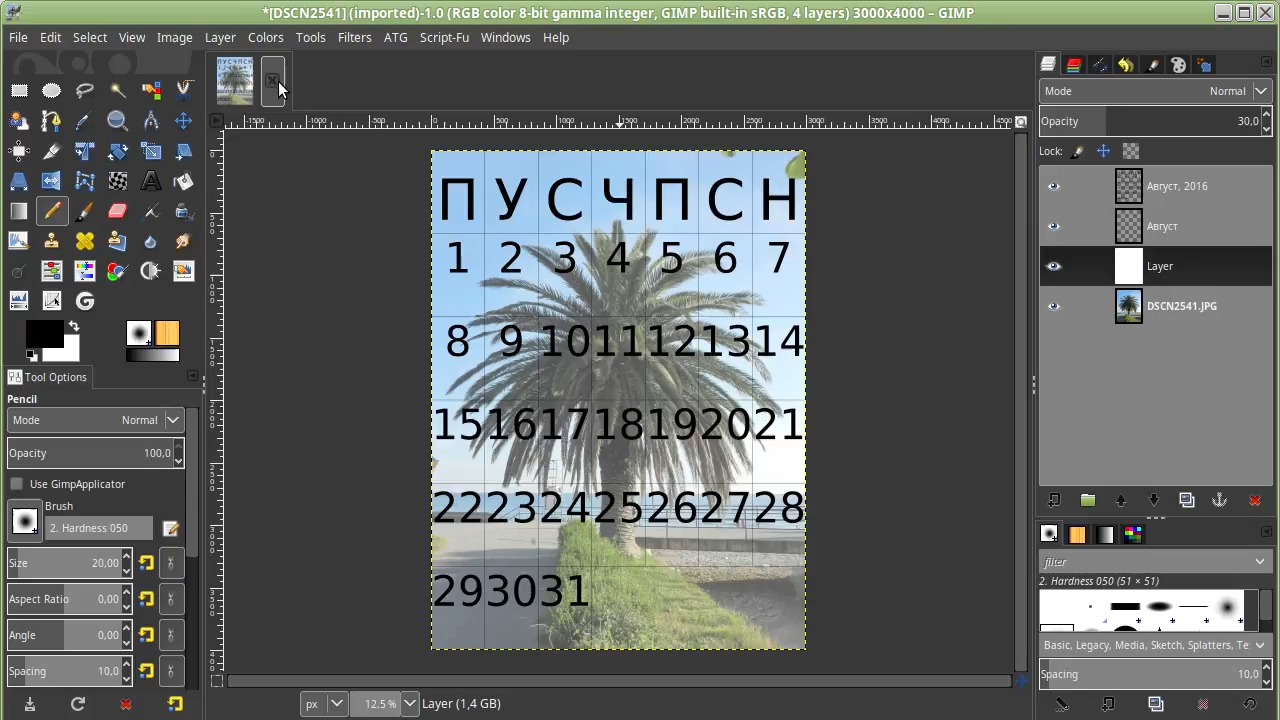 *[DSCN2541] (imported)-1.0 (RGB color 8-bit gamma integer, GIMP built-in sRGB, 4 layers) 3000x4000 – GIMP
File Edit Select View Image Layer Colors Tools Filters ATG Script-Fu Windows Help
Mode Normal
Opacity 30,0
Lock:
Август, 2016
Август
Layer
DSCN2541.JPG
П У С Ч П С Н
1 2 3 4 5 6 7
8 9 10 11 12 13 14
15 16 17 18 19 20 21
22 23 24 25 26 27 28
29 30 31
Tool Options
Pencil
Mode Normal
Opacity 100,0
Use GimpApplicator
Brush
2. Hardness 050
Size 20,00
Aspect Ratio 0,00
Angle 0,00
Spacing 10,0
filter
2. Hardness 050 (51 × 51)
Basic, Legacy, Media, Sketch, Splatters, Te
Spacing 10,0
px 12,5 % Layer (1,4 GB)